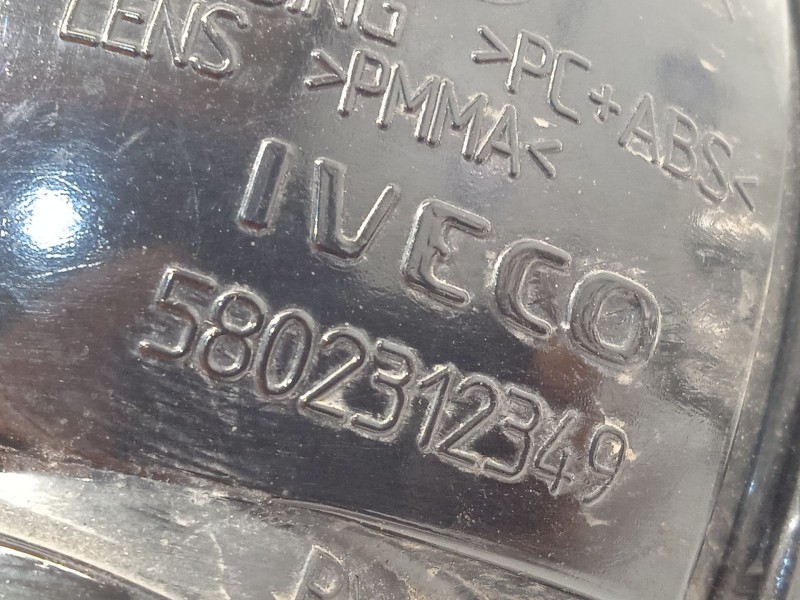 LENS >PMMA<
>PC+ABS<
IVECO
5802312349